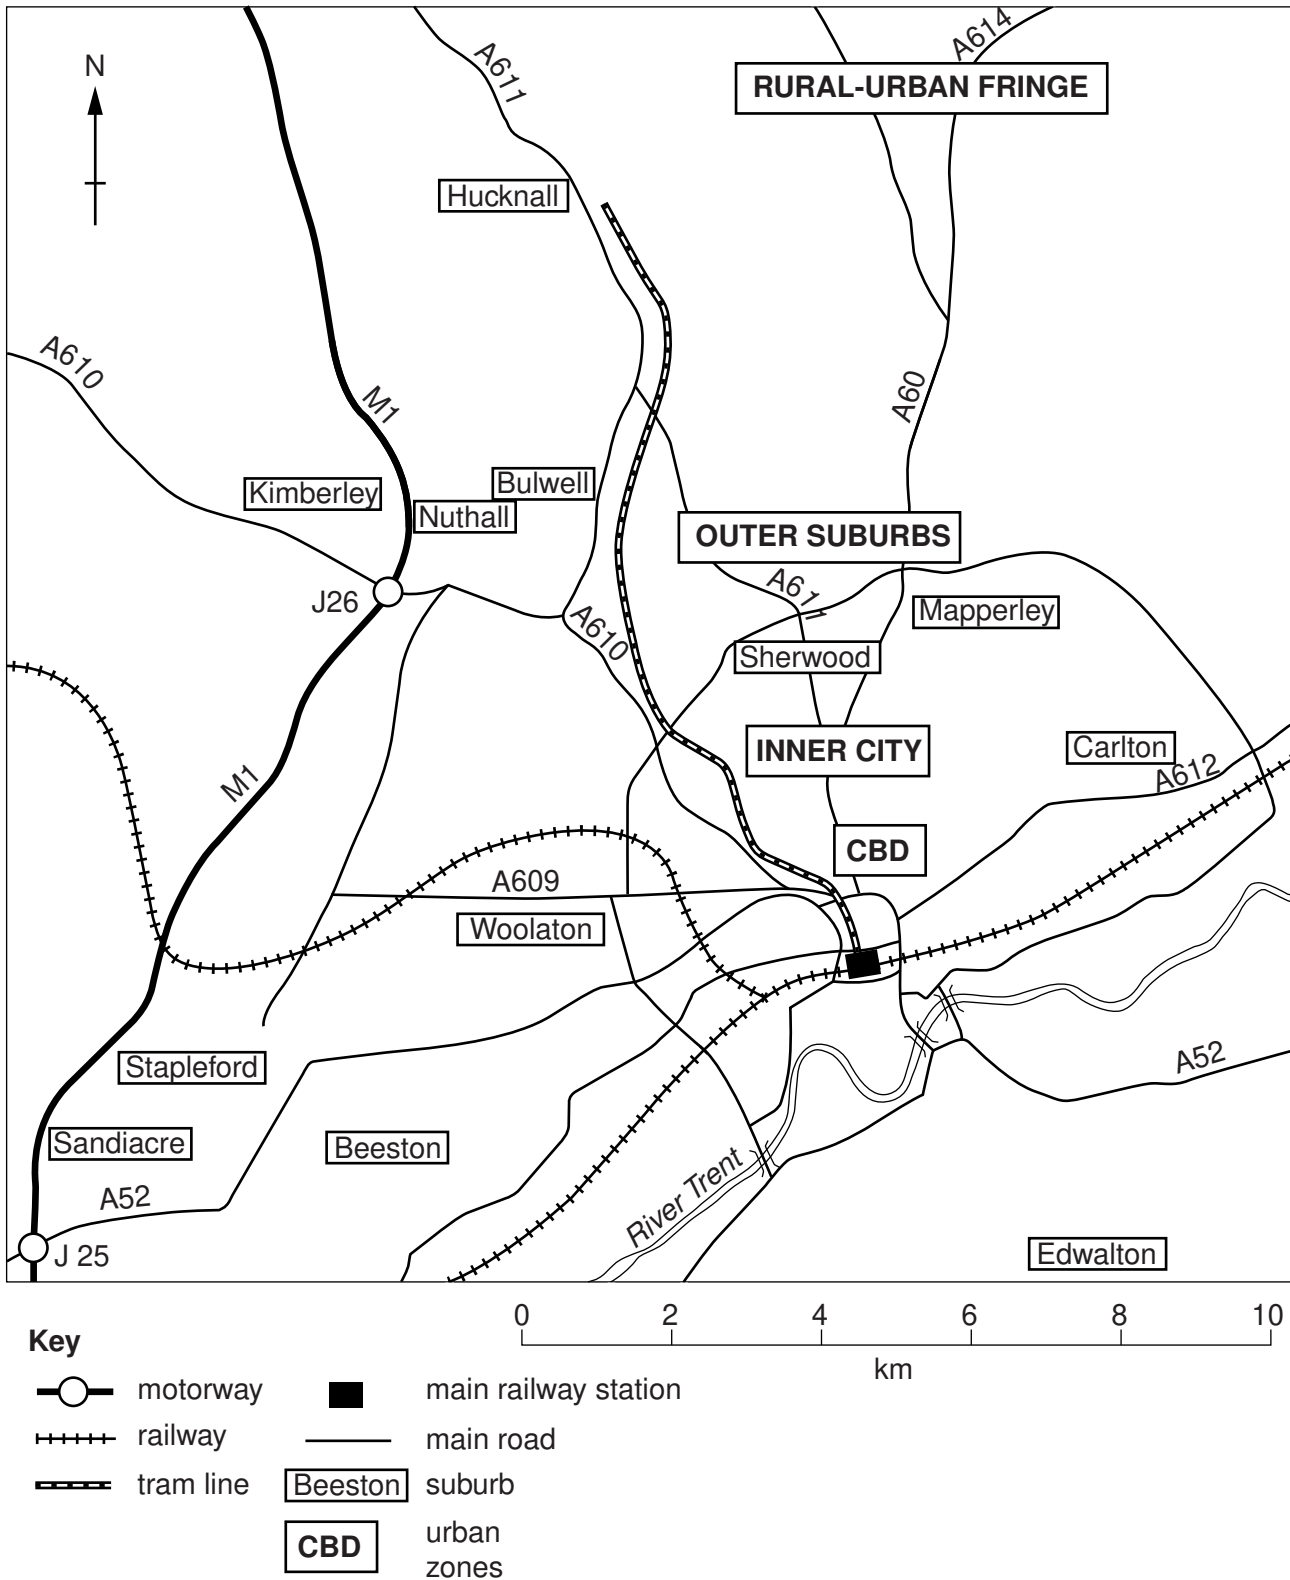 A614
A611
N
RURAL-URBAN FRINGE
Hucknall
A610
M1
A60
Kimberley
Bulwell
Nuthall
OUTER SUBURBS
J26
A610
A611
Mapperley
Sherwood
INNER CITY
Carlton
A612
M1
CBD
A609
Woolaton
Stapleford
A52
Sandiacre
Beeston
River Trent
A52
J 25
Edwalton
0 2 4 6 8 10
km
Key
motorway
main railway station
railway
main road
tram line
Beeston
suburb
CBD
urban
zones